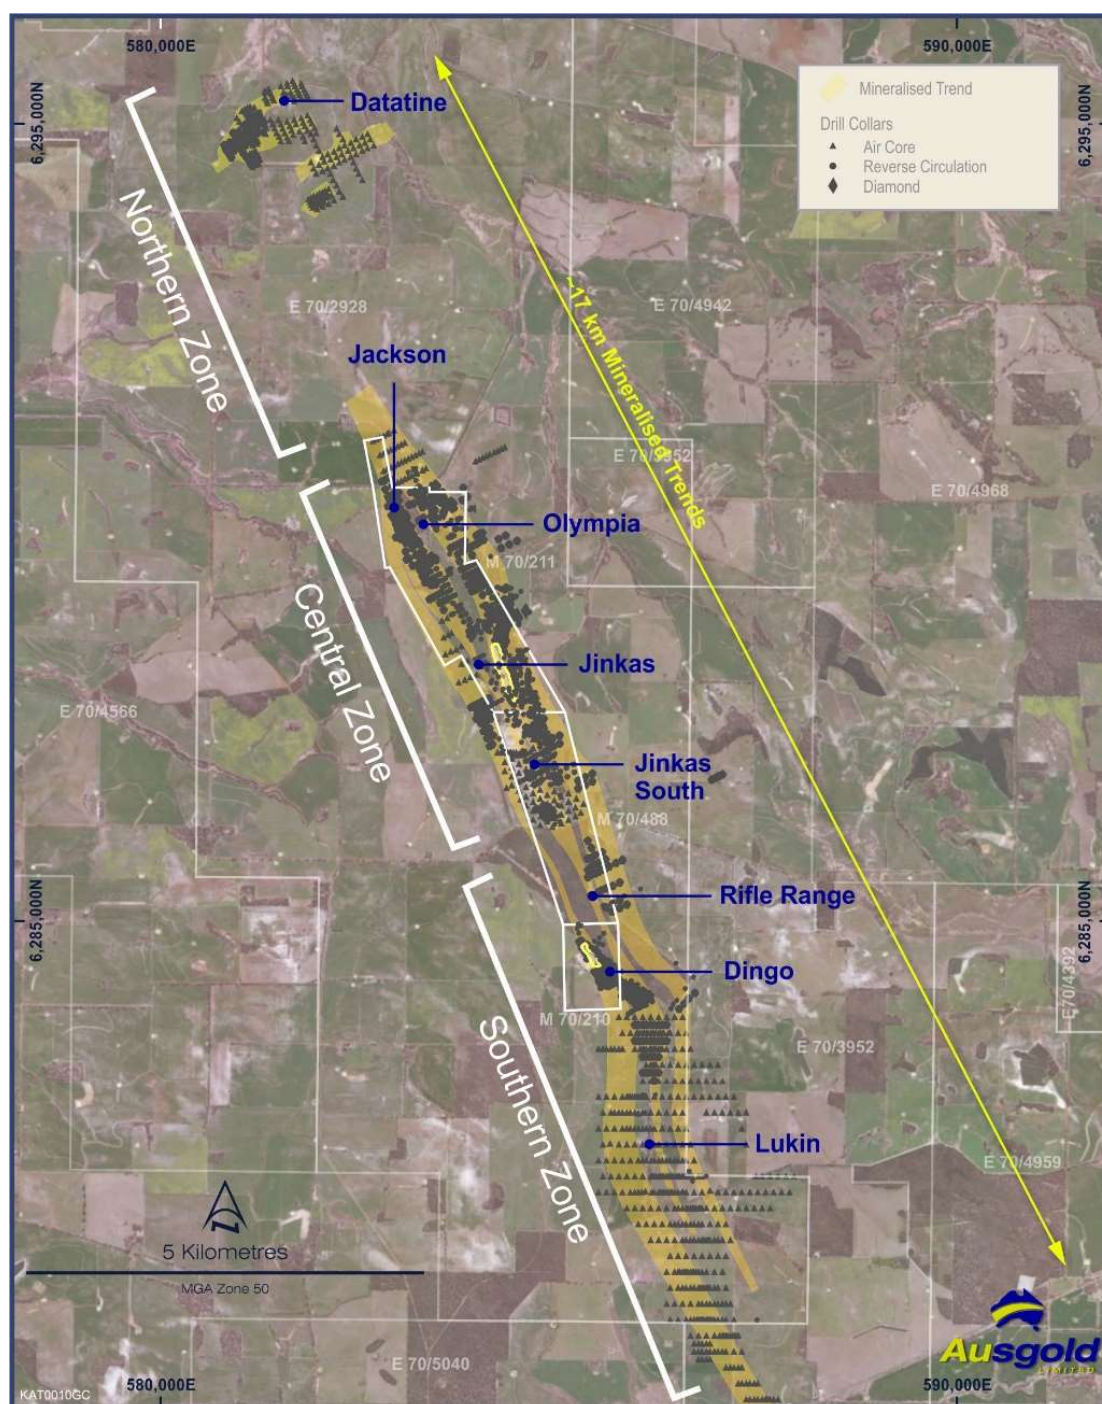 580,000E
590,000E
6,295,000N
6,295,000N
Mineralised Trend
Drill Collars
Air Core
Reverse Circulation
Diamond
Datatine
Northern Zone
E 70/2928
E 70/4942
~17 km Mineralised Trends
Jackson
E 70/3952
E 70/4968
Olympia
M 70/211
Central Zone
Jinkas
E 70/4566
Jinkas
South
M 70/488
Rifle Range
6,285,000N
6,285,000N
Dingo
E70/4392
M 70/210
E 70/3952
Southern Zone
Lukin
E 70/4959
5 Kilometres
MGA Zone 50
Ausgold
LIMITED
E 70/5040
KAT0010GC
580,000E
590,000E